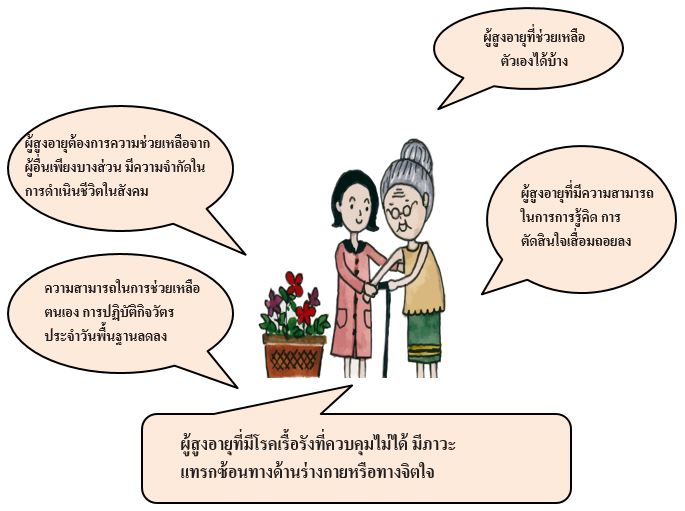 ผู้สูงอายุที่ช่วยเหลือ
ตัวเองได้บ้าง
ผู้สูงอายุต้องการความช่วยเหลือจาก
ผู้อื่นเพียงบางส่วน มีความจำกัดใน
การดำเนินชีวิตในสังคม
ผู้สูงอายุที่มีความสามารถ
ในการการรู้คิด การ
ตัดสินใจเสื่อมถอยลง
ความสามารถในการช่วยเหลือ
ตนเอง การปฏิบัติกิจวัตร
ประจำวันพื้นฐานลดลง
ผู้สูงอายุที่มีโรคเรื้อรังที่ควบคุมไม่ได้ มีภาวะ
แทรกซ้อนทางด้านร่างกายหรือทางจิตใจ